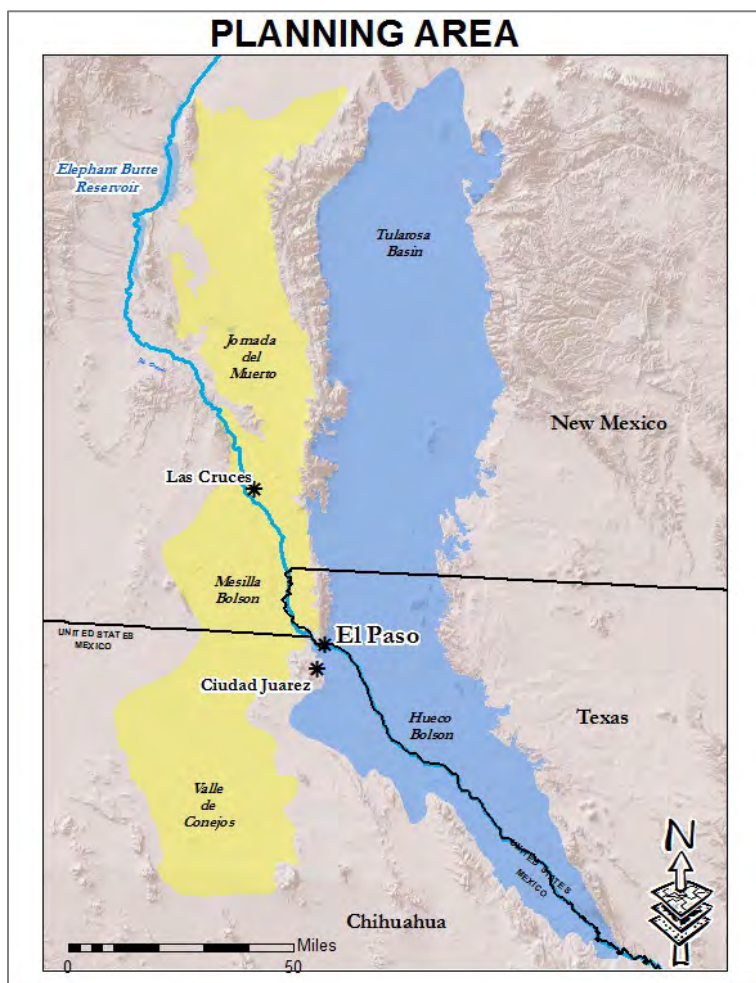 PLANNING AREA
Elephant Butte
Reservoir
Tularosa
Basin
Jornada
del
Muerto
New Mexico
Las Cruces
Mesilla
Bolson
UNITED STATES
MEXICO
El Paso
Ciudad Juarez
Hueco
Bolson
Texas
Valle
de
Conejos
UNITED STATES
MEXICO
N
Chihuahua
Miles
0
50